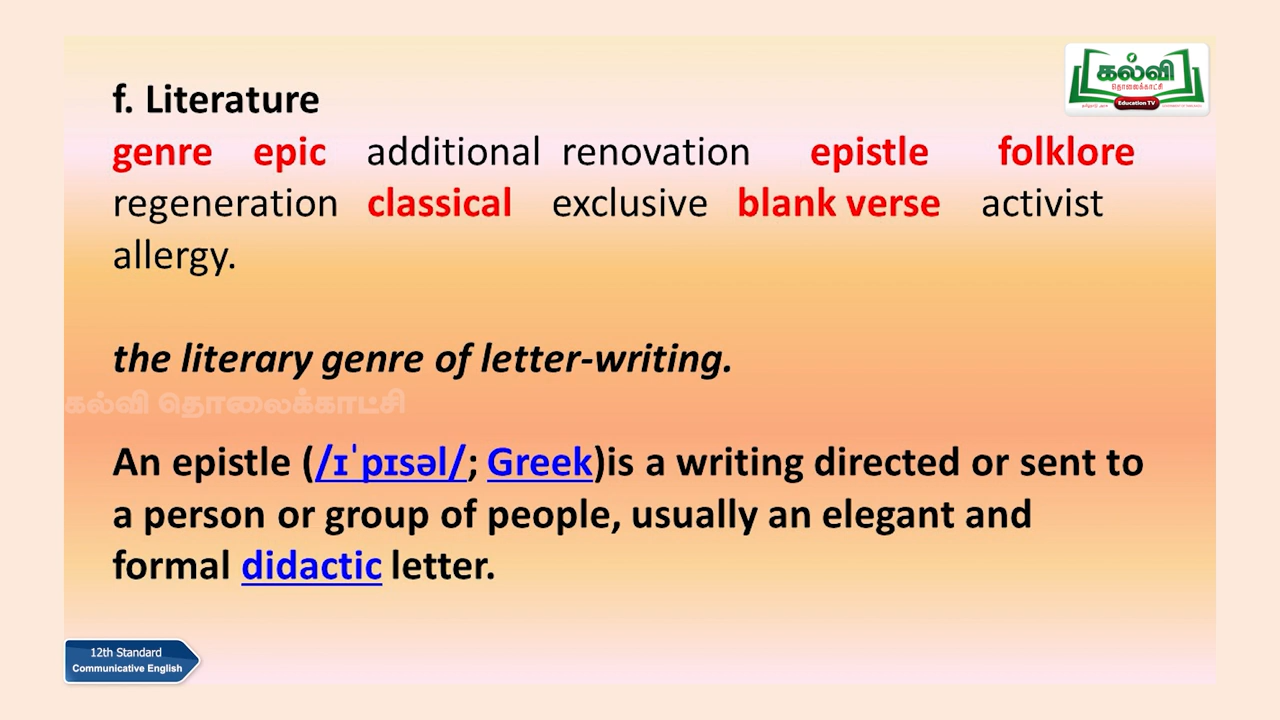 கல்வி
தொலைக்காட்சி
Education TV
f. Literature
genre epic additional renovation epistle folklore
regeneration classical exclusive blank verse activist
allergy.
the literary genre of letter-writing.
கல்வி தொலைக்காட்சி
An epistle (/ɪˈpɪsəl/; Greek)is a writing directed or sent to
a person or group of people, usually an elegant and
formal didactic letter.
12th Standard
Communicative English